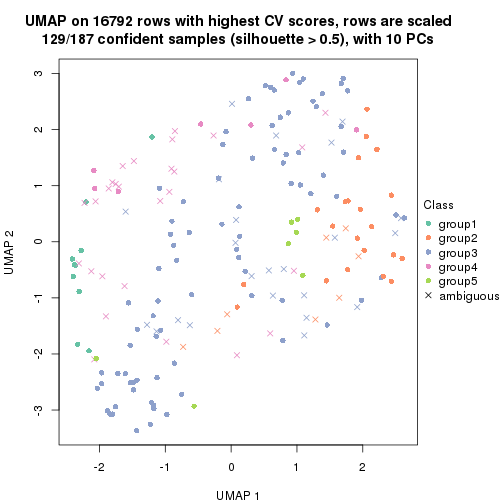 UMAP on 16792 rows with highest CV scores, rows are scaled
129/187 confident samples (silhouette > 0.5), with 10 PCs
3
2
1
0
-1
-2
-3
UMAP 2
-2
-1
0
1
2
UMAP 1
Class
group1
group2
group3
group4
group5
ambiguous